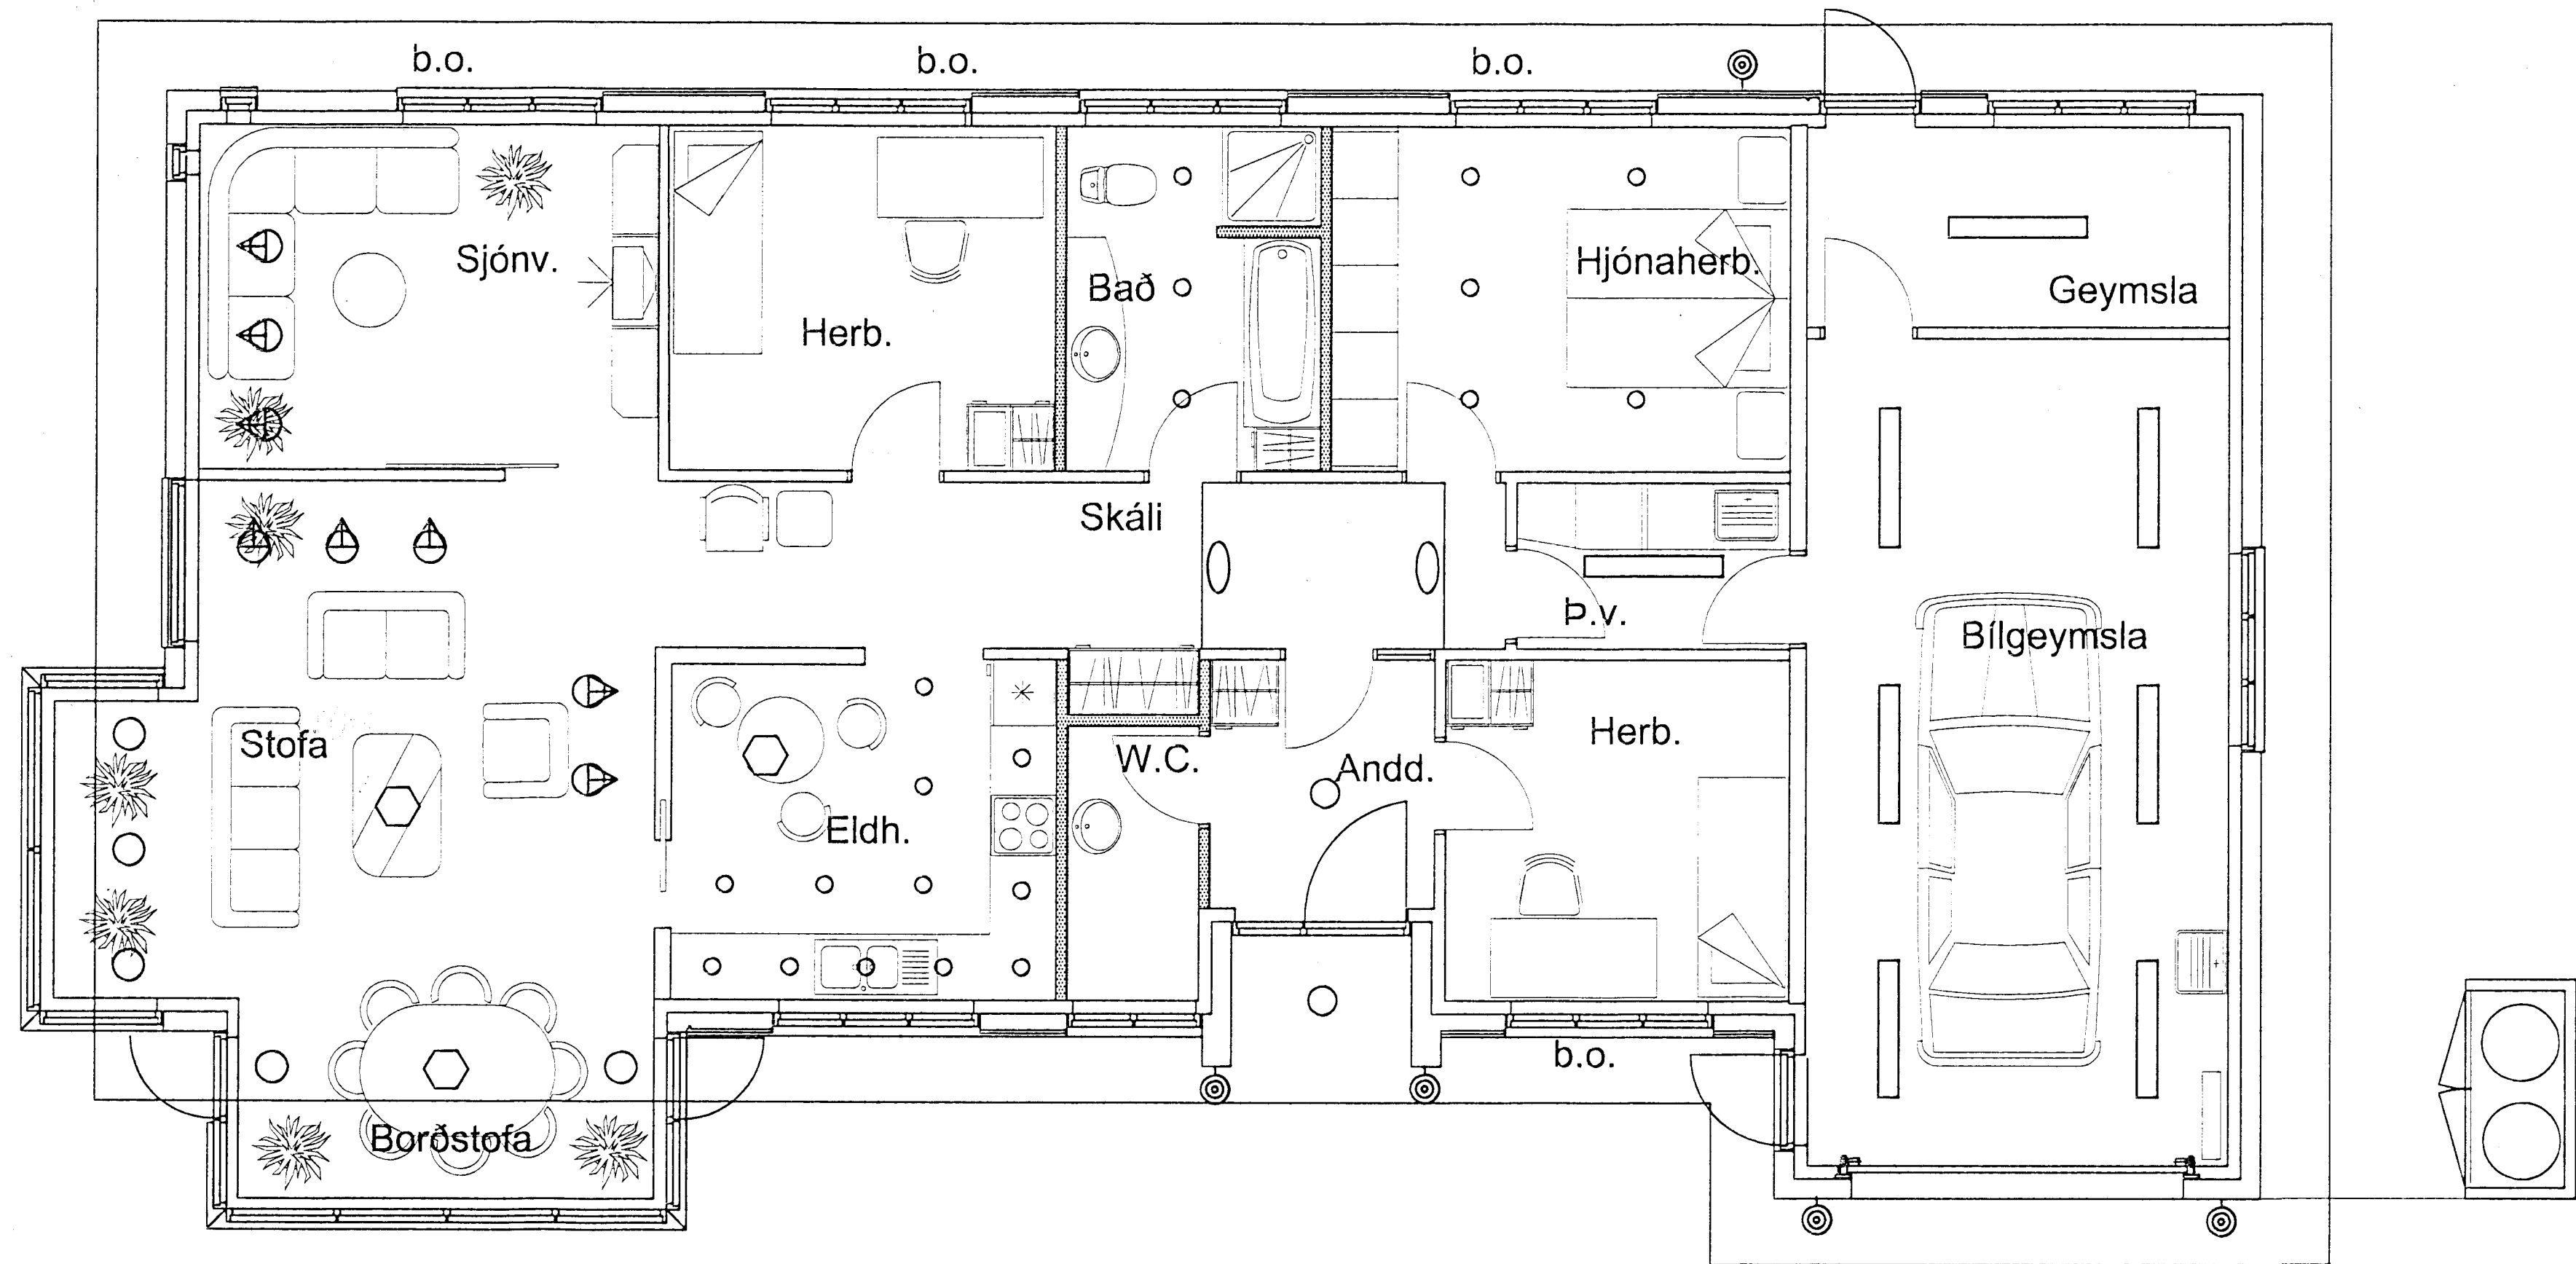 b.o.
b.o.
b.o.
Sjónv.
Herb.
Bað
Hjónaherb.
Geymsla
Skáli
Þ.v.
Bílgeymsla
Stofa
Eldh.
W.C.
Andd.
Herb.
b.o.
Borðstofa